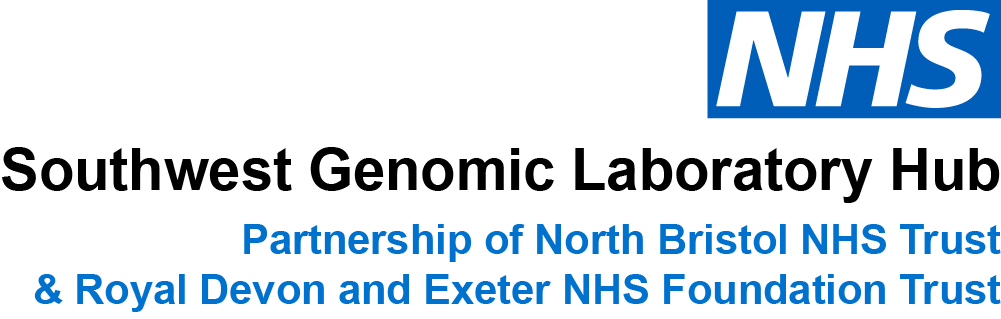 NHS
Southwest Genomic Laboratory Hub
Partnership of North Bristol NHS Trust
& Royal Devon and Exeter NHS Foundation Trust